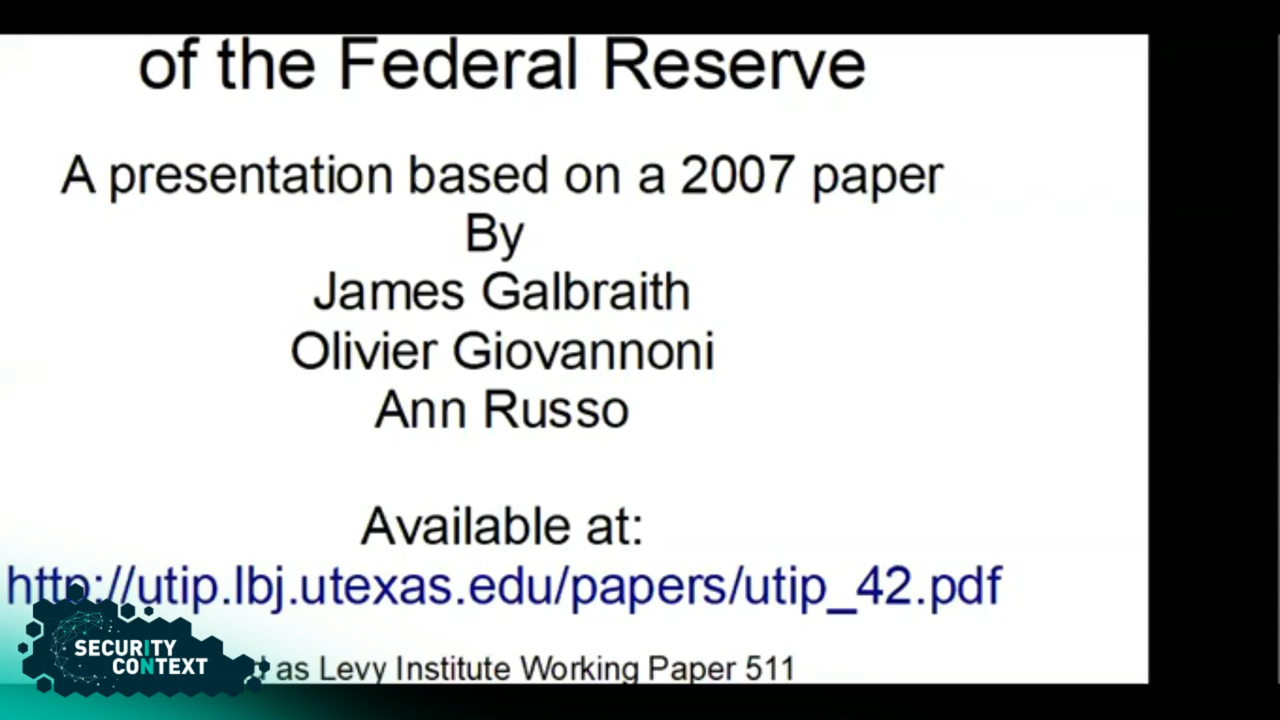 of the Federal Reserve
A presentation based on a 2007 paper
By
James Galbraith
Olivier Giovannoni
Ann Russo
Available at:
http://utip.lbj.utexas.edu/papers/utip_42.pdf
as Levy Institute Working Paper 511
SECURITY
CONTEXT